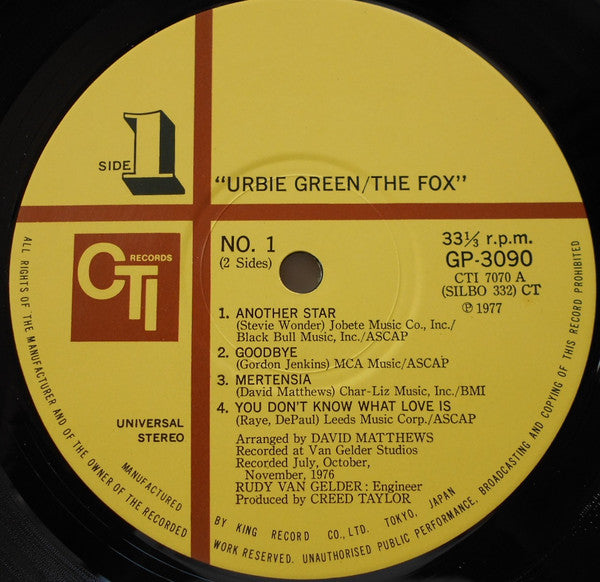 SIDE 1
"URBIE GREEN/THE FOX"
CTI RECORDS
NO. 1
(2 Sides)
33⅓ r.p.m.
GP-3090
CTI 7070 A
(SILBO 332) CT
Ⓟ 1977
1. ANOTHER STAR
(Stevie Wonder) Jobete Music Co., Inc./
Black Bull Music, Inc./ASCAP
2. GOODBYE
(Gordon Jenkins) MCA Music/ASCAP
3. MERTENSIA
(David Matthews) Char-Liz Music, Inc./BMI
4. YOU DON'T KNOW WHAT LOVE IS
(Raye, DePaul) Leeds Music Corp./ASCAP
UNIVERSAL
STEREO
Arranged by DAVID MATTHEWS
Recorded at Van Gelder Studios
Recorded July, October,
November, 1976
RUDY VAN GELDER : Engineer
Produced by CREED TAYLOR
MANUFACTURED BY KING RECORD CO., LTD. TOKYO, JAPAN
ALL RIGHTS OF THE MANUFACTURER AND OF THE OWNER OF THE RECORDED WORK RESERVED. UNAUTHORISED PUBLIC PERFORMANCE, BROADCASTING AND COPYING OF THIS RECORD PROHIBITED